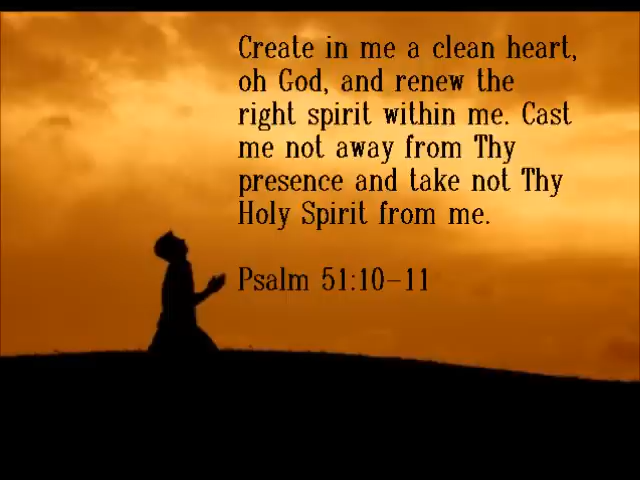 Create in me a clean heart,
oh God, and renew the
right spirit within me. Cast
me not away from Thy
presence and take not Thy
Holy Spirit from me.
Psalm 51:10-11